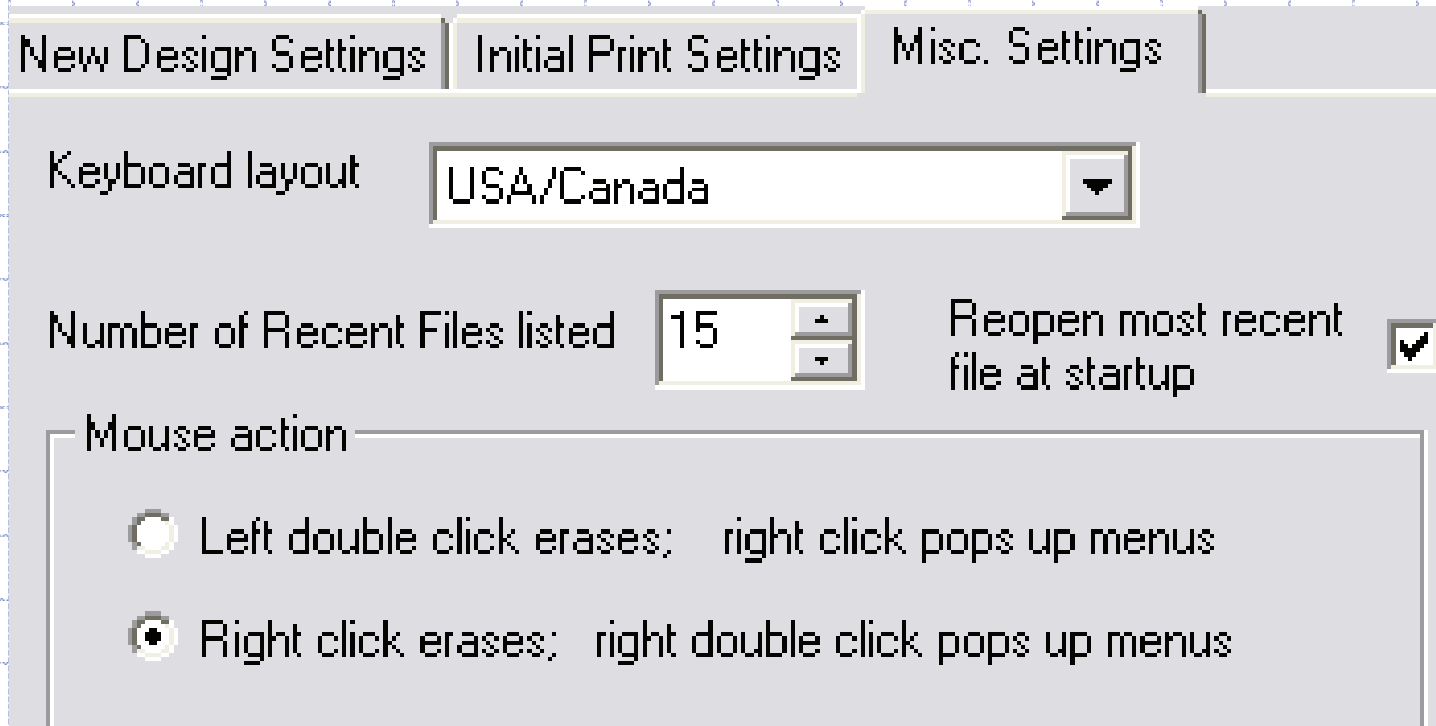 New Design Settings Initial Print Settings Misc. Settings
Keyboard layout USA/Canada
Number of Recent Files listed 15 Reopen most recent
file at startup
Mouse action
Left double click erases; right click pops up menus
Right click erases; right double click pops up menus